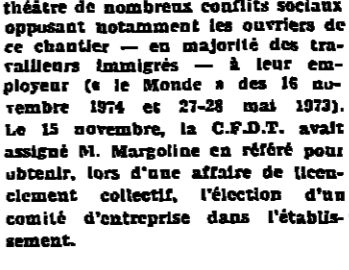 théâtre de nombreux conflits sociaux
opposant notamment les ouvriers de
ce chantier — en majorité des tra-
vailleurs immigrés — à leur em-
ployeur (« le Monde » des 16 no-
vembre 1974 et 27-28 mai 1973).
Le 15 novembre, la C.F.D.T. avait
assigné M. Margoline en référé pour
obtenir, lors d'une affaire de licen-
clement collectif, l'élection d'un
comité d'entreprise dans l'établis-
sement.